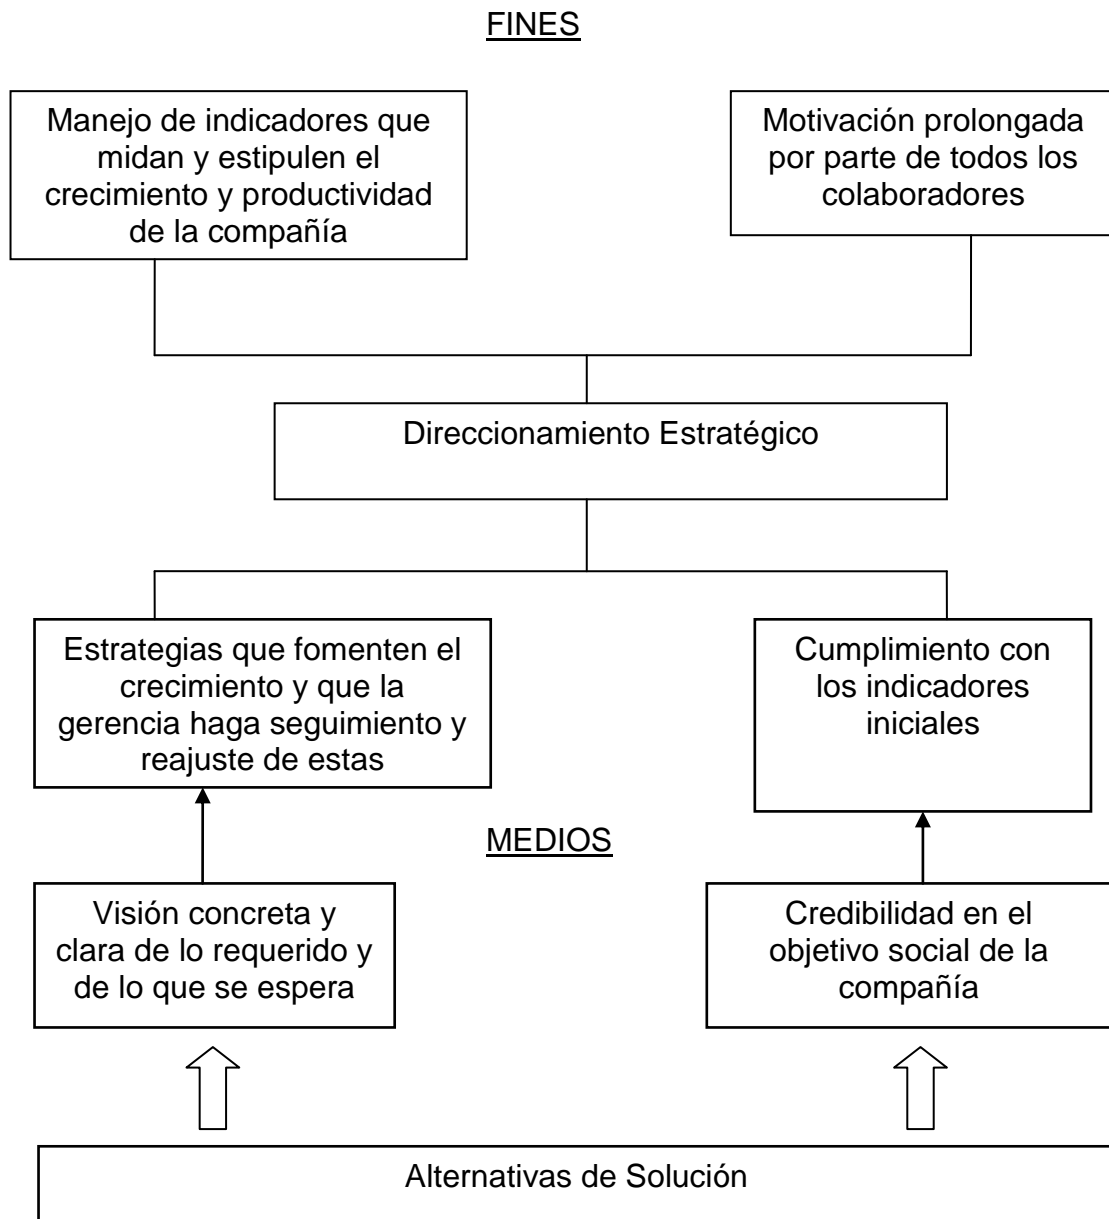 FINES
Manejo de indicadores que
midan y estipulen el
crecimiento y productividad
de la compañía
Motivación prolongada
por parte de todos los
colaboradores
Direccionamiento Estratégico
Estrategias que fomenten el
crecimiento y que la
gerencia haga seguimiento y
reajuste de estas
Cumplimiento con
los indicadores
iniciales
MEDIOS
Visión concreta y
clara de lo requerido y
de lo que se espera
Credibilidad en el
objetivo social de la
compañía
Alternativas de Solución